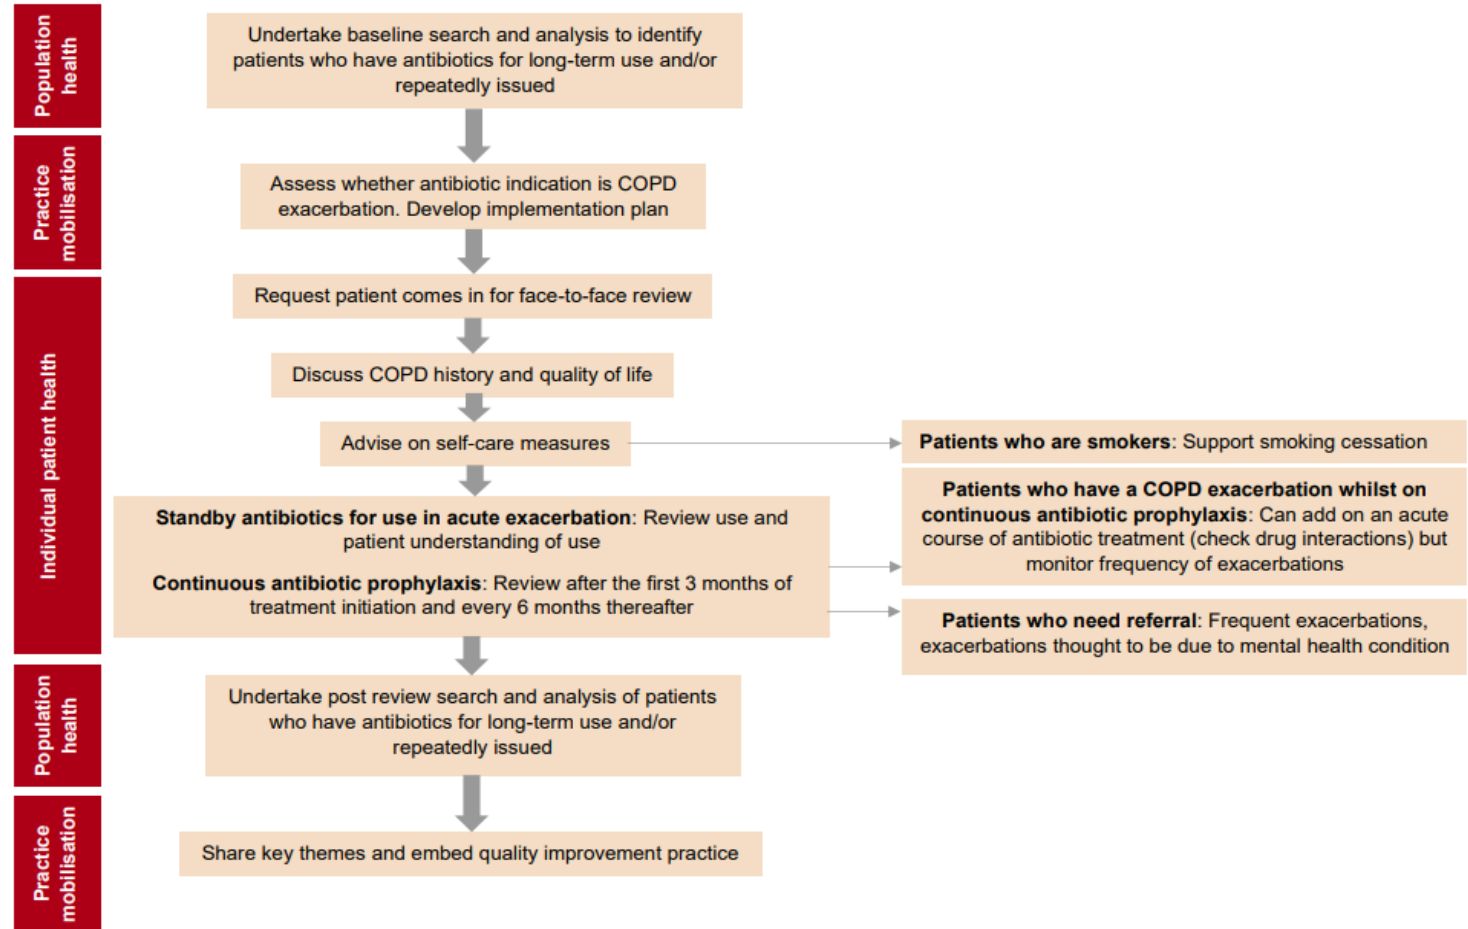 Population
health
Undertake baseline search and analysis to identify
patients who have antibiotics for long-term use and/or
repeatedly issued
Practice
mobilisation
Assess whether antibiotic indication is COPD
exacerbation. Develop implementation plan
Individual patient health
Request patient comes in for face-to-face review
Discuss COPD history and quality of life
Advise on self-care measures
Patients who are smokers: Support smoking cessation
Standby antibiotics for use in acute exacerbation: Review use and
patient understanding of use
Continuous antibiotic prophylaxis: Review after the first 3 months of
treatment initiation and every 6 months thereafter
Patients who have a COPD exacerbation whilst on
continuous antibiotic prophylaxis: Can add on an acute
course of antibiotic treatment (check drug interactions) but
monitor frequency of exacerbations
Patients who need referral: Frequent exacerbations,
exacerbations thought to be due to mental health condition
Population
health
Undertake post review search and analysis of patients
who have antibiotics for long-term use and/or
repeatedly issued
Practice
mobilisation
Share key themes and embed quality improvement practice